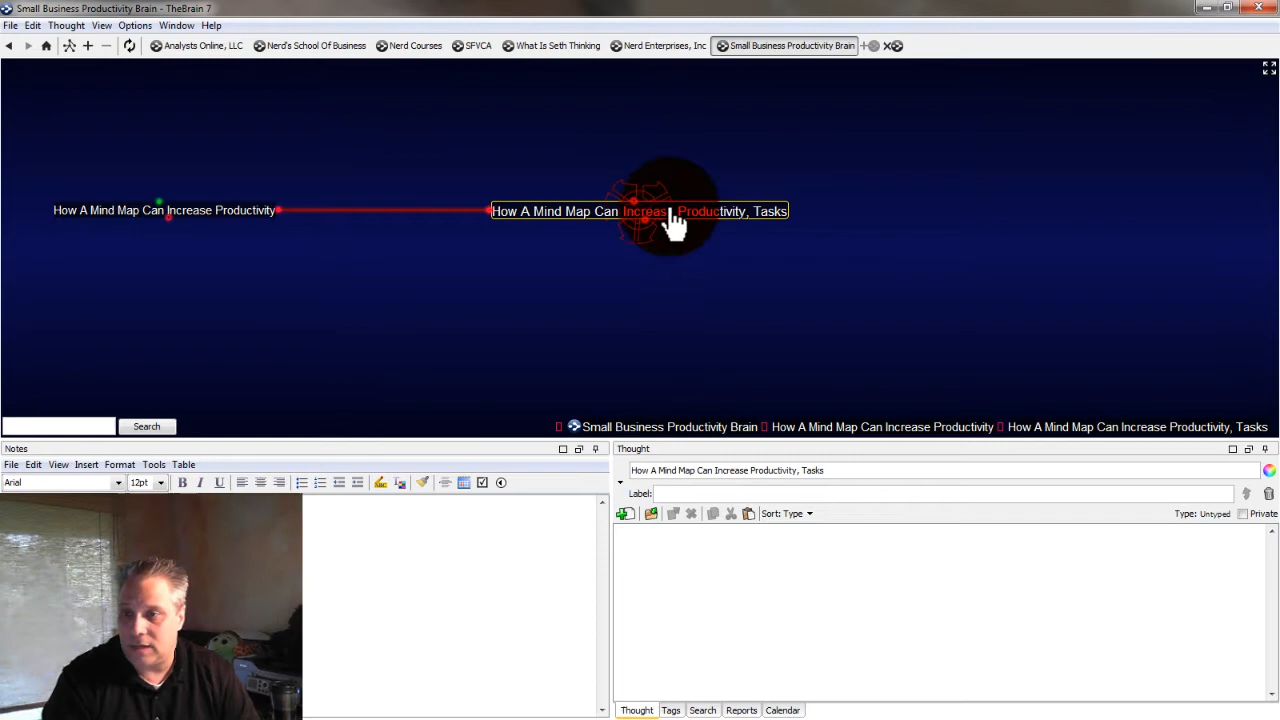 Small Business Productivity Brain - TheBrain 7
File Edit Thought View Options Window Help
Analysts Online, LLC Nerd's School Of Business Nerd Courses SFVCA What Is Seth Thinking Nerd Enterprises, Inc Small Business Productivity Brain
How A Mind Map Can Increase Productivity
How A Mind Map Can Increase Productivity, Tasks
Search
Small Business Productivity Brain How A Mind Map Can Increase Productivity How A Mind Map Can Increase Productivity, Tasks
Notes
File Edit View Insert Format Tools Table
Arial 12pt B I U
Thought
How A Mind Map Can Increase Productivity, Tasks
Label:
Sort: Type Type: Untyped Private
Thought Tags Search Reports Calendar